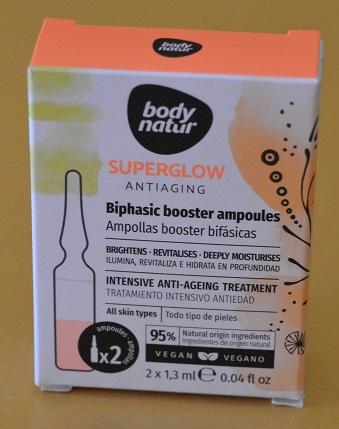 body
natur
body
natur
SUPERGLOW
ANTIAGING
Biphasic booster ampoules
Ampollas booster bifásicas
BRIGHTENS · REVITALISES · DEEPLY MOISTURISES
ILUMINA, REVITALIZA E HIDRATA EN PROFUNDIDAD
INTENSIVE ANTI-AGEING TREATMENT
TRATAMIENTO INTENSIVO ANTIEDAD
All skin types | Todo tipo de pieles
ampoules
x2
ampollas
95% Natural origin ingredients
Ingredientes de origen natural
VEGAN VEGANO
2 x 1,3 ml e 0.04 fl oz